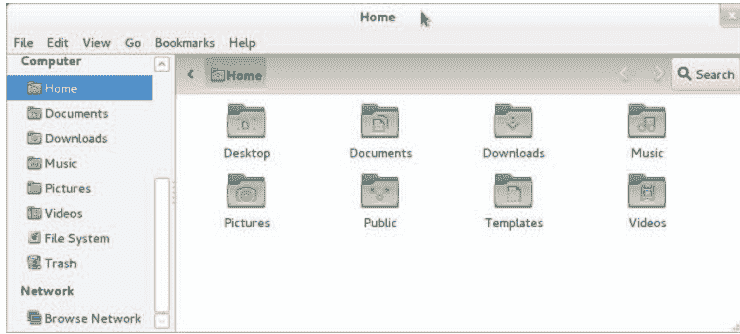 Home
File Edit View Go Bookmarks Help
Computer
Home
Documents
Downloads
Music
Pictures
Videos
File System
Trash
Network
Browse Network
Home
Search
Desktop Documents Downloads Music
Pictures Public Templates Videos